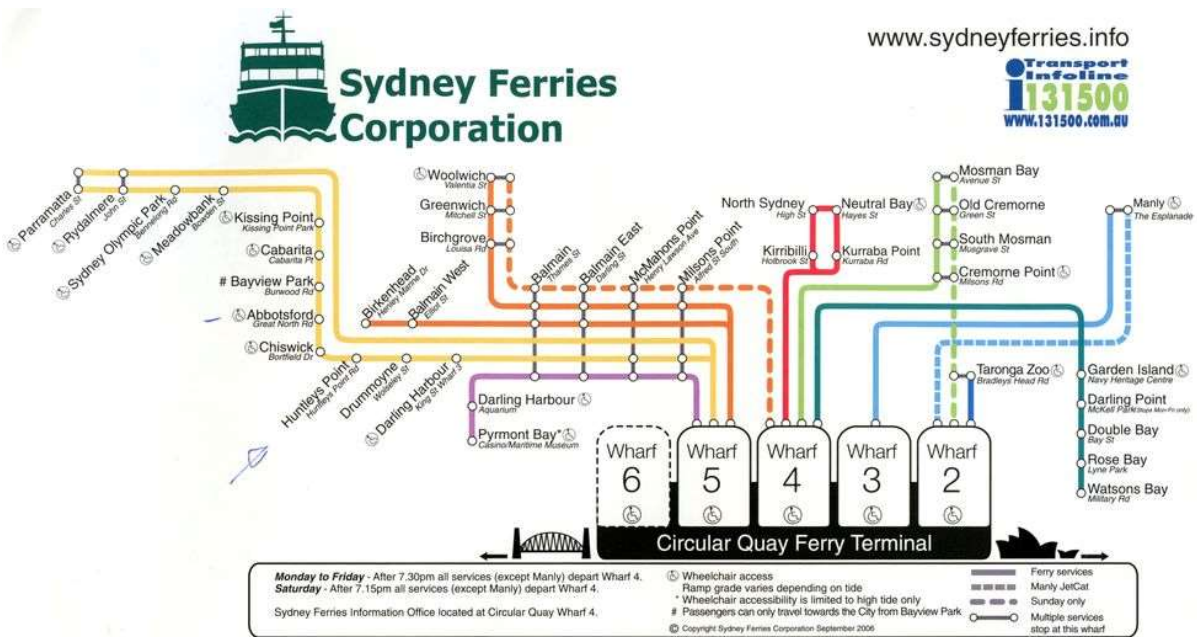 www.sydneyferries.info
Transport
Infoline
131500
www.131500.com.au
Sydney Ferries
Corporation
Parramatta
Charles St
Rydalmere
John St
Sydney Olympic Park
Bennelong Rd
Meadowbank
Bowden St
Kissing Point
Kissing Point Park
Cabarita
Cabarita Pt
# Bayview Park
Burwood Rd
Abbotsford
Great North Rd
Chiswick
Bortfield Dr
Huntleys Point
Huntleys Point Rd
Drummoyne
Wolseley St
Darling Harbour
King St Wharf 3
Birkenhead
Henley Marine Dr
Balmain West
Elliot St
Woolwich
Valentia St
Greenwich
Mitchell St
Birchgrove
Louisa Rd
Balmain
Thames St
Balmain East
Darling St
McMahons Point
Henry Lawson Ave
Milsons Point
Alfred St South
Darling Harbour
Aquarium
Pyrmont Bay*
Casino/Maritime Museum
North Sydney
High St
Neutral Bay
Hayes St
Kirribilli
Holbrook St
Kurraba Point
Kurraba Rd
Mosman Bay
Avenue St
Old Cremorne
Green St
South Mosman
Musgrave St
Cremorne Point
Milsons Rd
Manly
The Esplanade
Taronga Zoo
Bradleys Head Rd
Garden Island
Navy Heritage Centre
Darling Point
McKell Park (Stops Mon-Fri only)
Double Bay
Bay St
Rose Bay
Lyne Park
Watsons Bay
Military Rd
Wharf
6
Wharf
5
Wharf
4
Wharf
3
Wharf
2
Circular Quay Ferry Terminal
Monday to Friday - After 7.30pm all services (except Manly) depart Wharf 4.
Saturday - After 7.15pm all services (except Manly) depart Wharf 4.
Sydney Ferries Information Office located at Circular Quay Wharf 4.
Wheelchair access
Ramp grade varies depending on tide
* Wheelchair accessibility is limited to high tide only
# Passengers can only travel towards the City from Bayview Park
© Copyright Sydney Ferries Corporation September 2006
Ferry services
Manly JetCat
Sunday only
Multiple services
stop at this wharf